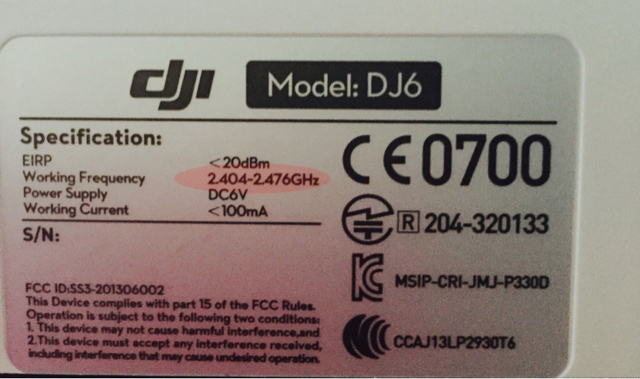 dji Model: DJ6
Specification:
EIRP <20dBm
Working Frequency 2.404-2.476GHz
Power Supply DC6V
Working Current <100mA
S/N:
FCC ID:SS3-201306002
This Device complies with part 15 of the FCC Rules.
Operation is subject to the following two conditions:
1. This device may not cause harmful interference,and
2.This device must accept any interference received,
including interference that may cause undesired operation.
CE0700
R 204-320133
MSIP-CRI-JMJ-P330D
CCAJ13LP2930T6